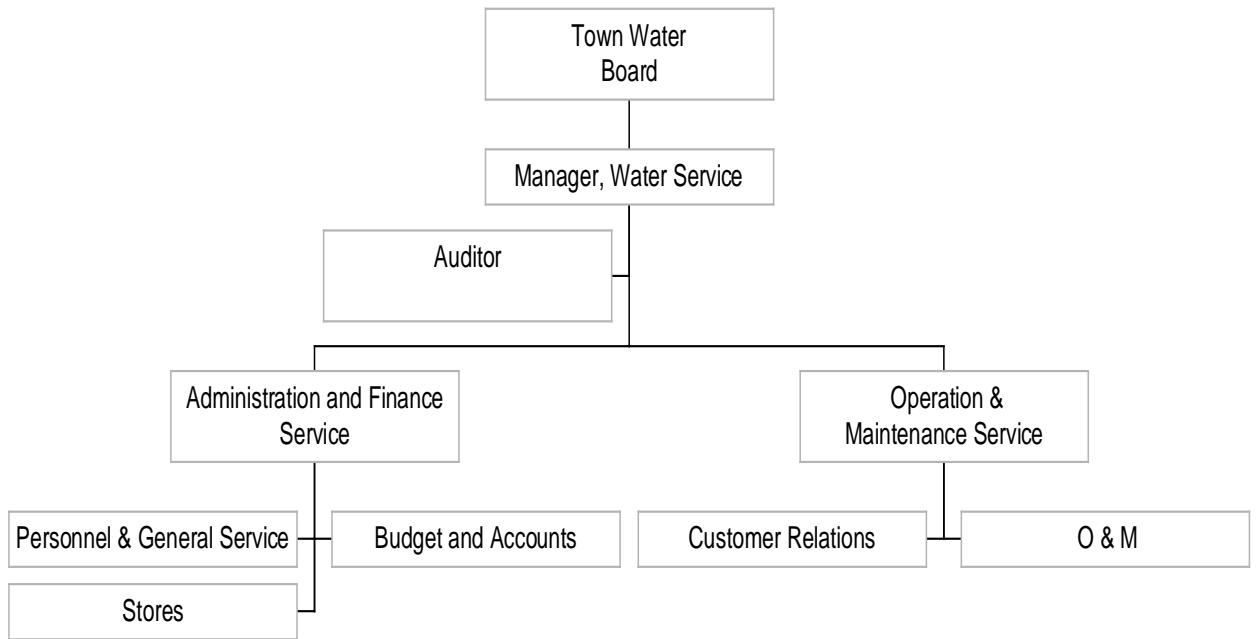 Town Water
Board
Manager, Water Service
Auditor
Administration and Finance
Service
Operation &
Maintenance Service
Personnel & General Service
Budget and Accounts
Customer Relations
O & M
Stores